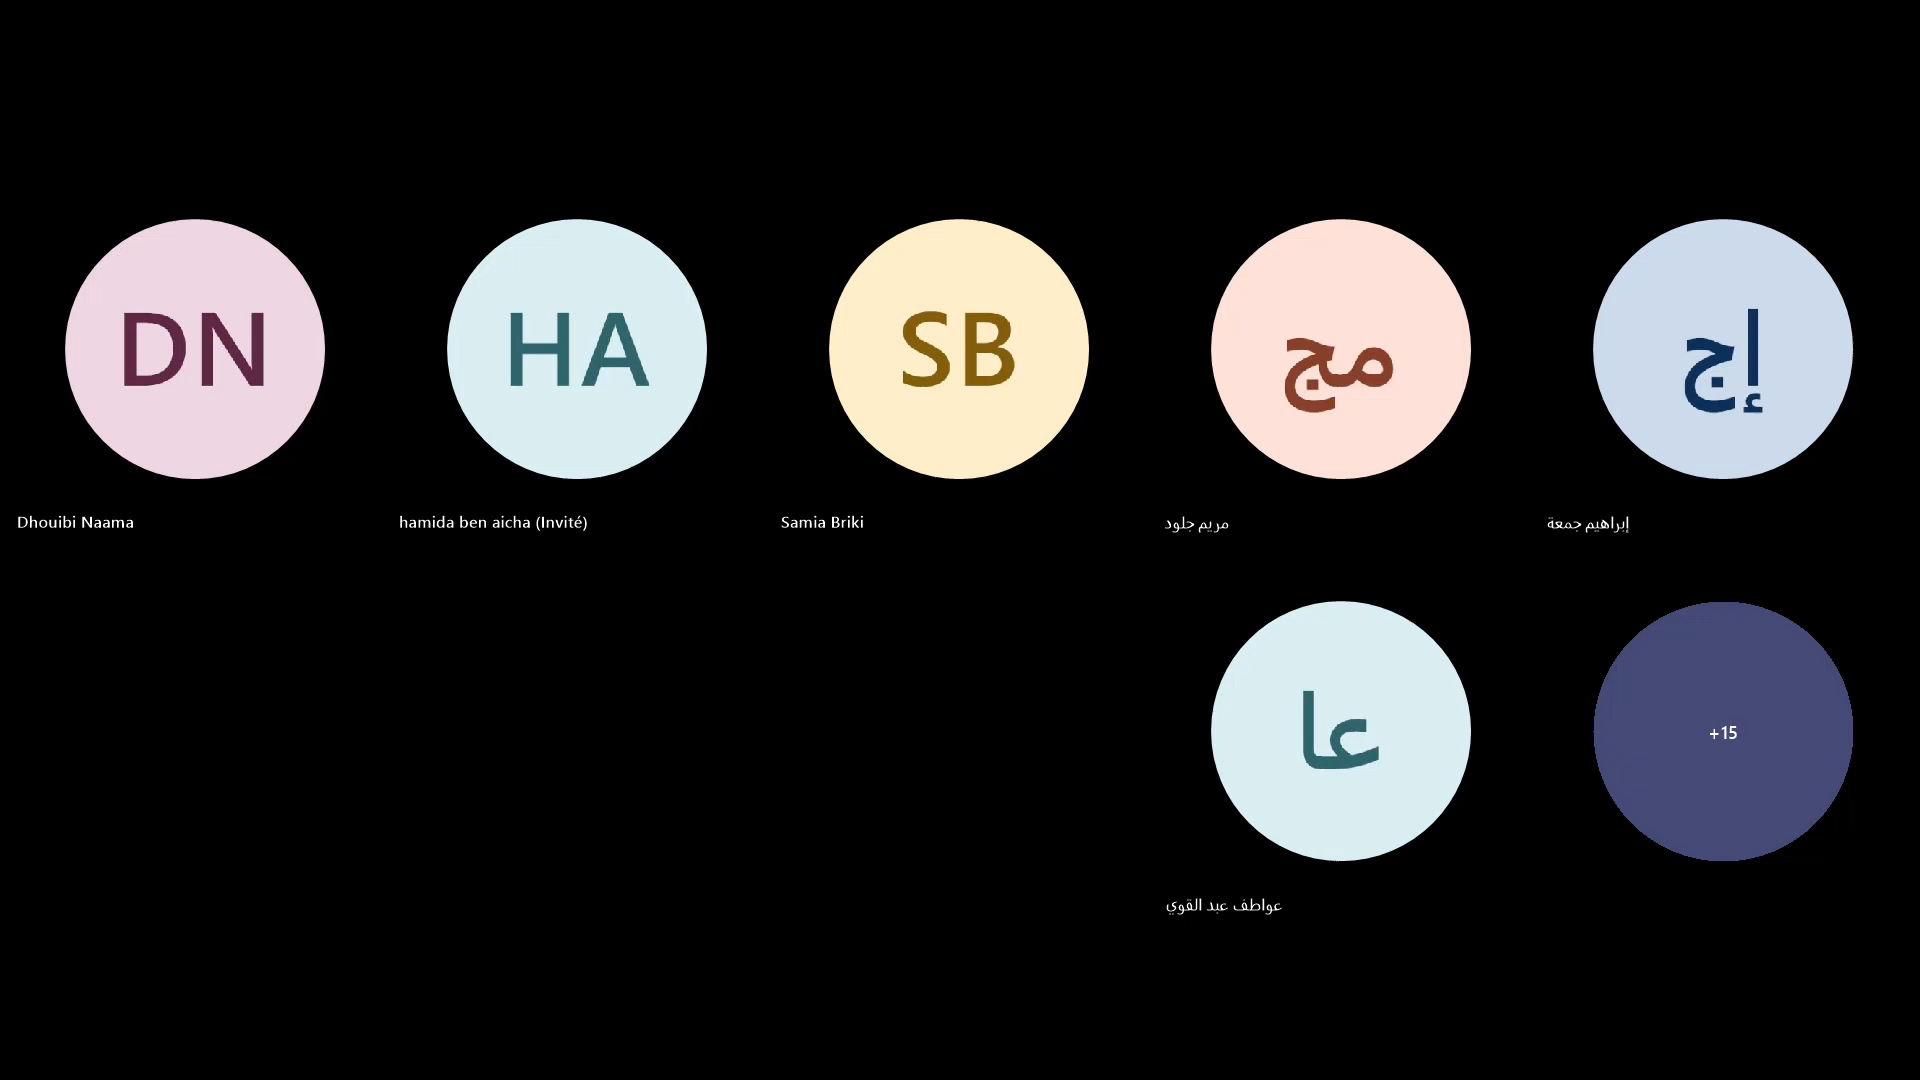 DN
HA
SB
مج
إج
Dhouibi Naama
hamida ben aicha (Invité)
Samia Briki
مريم جلود
إبراهيم جمعة
عا
+15
عواطف عبد القوي